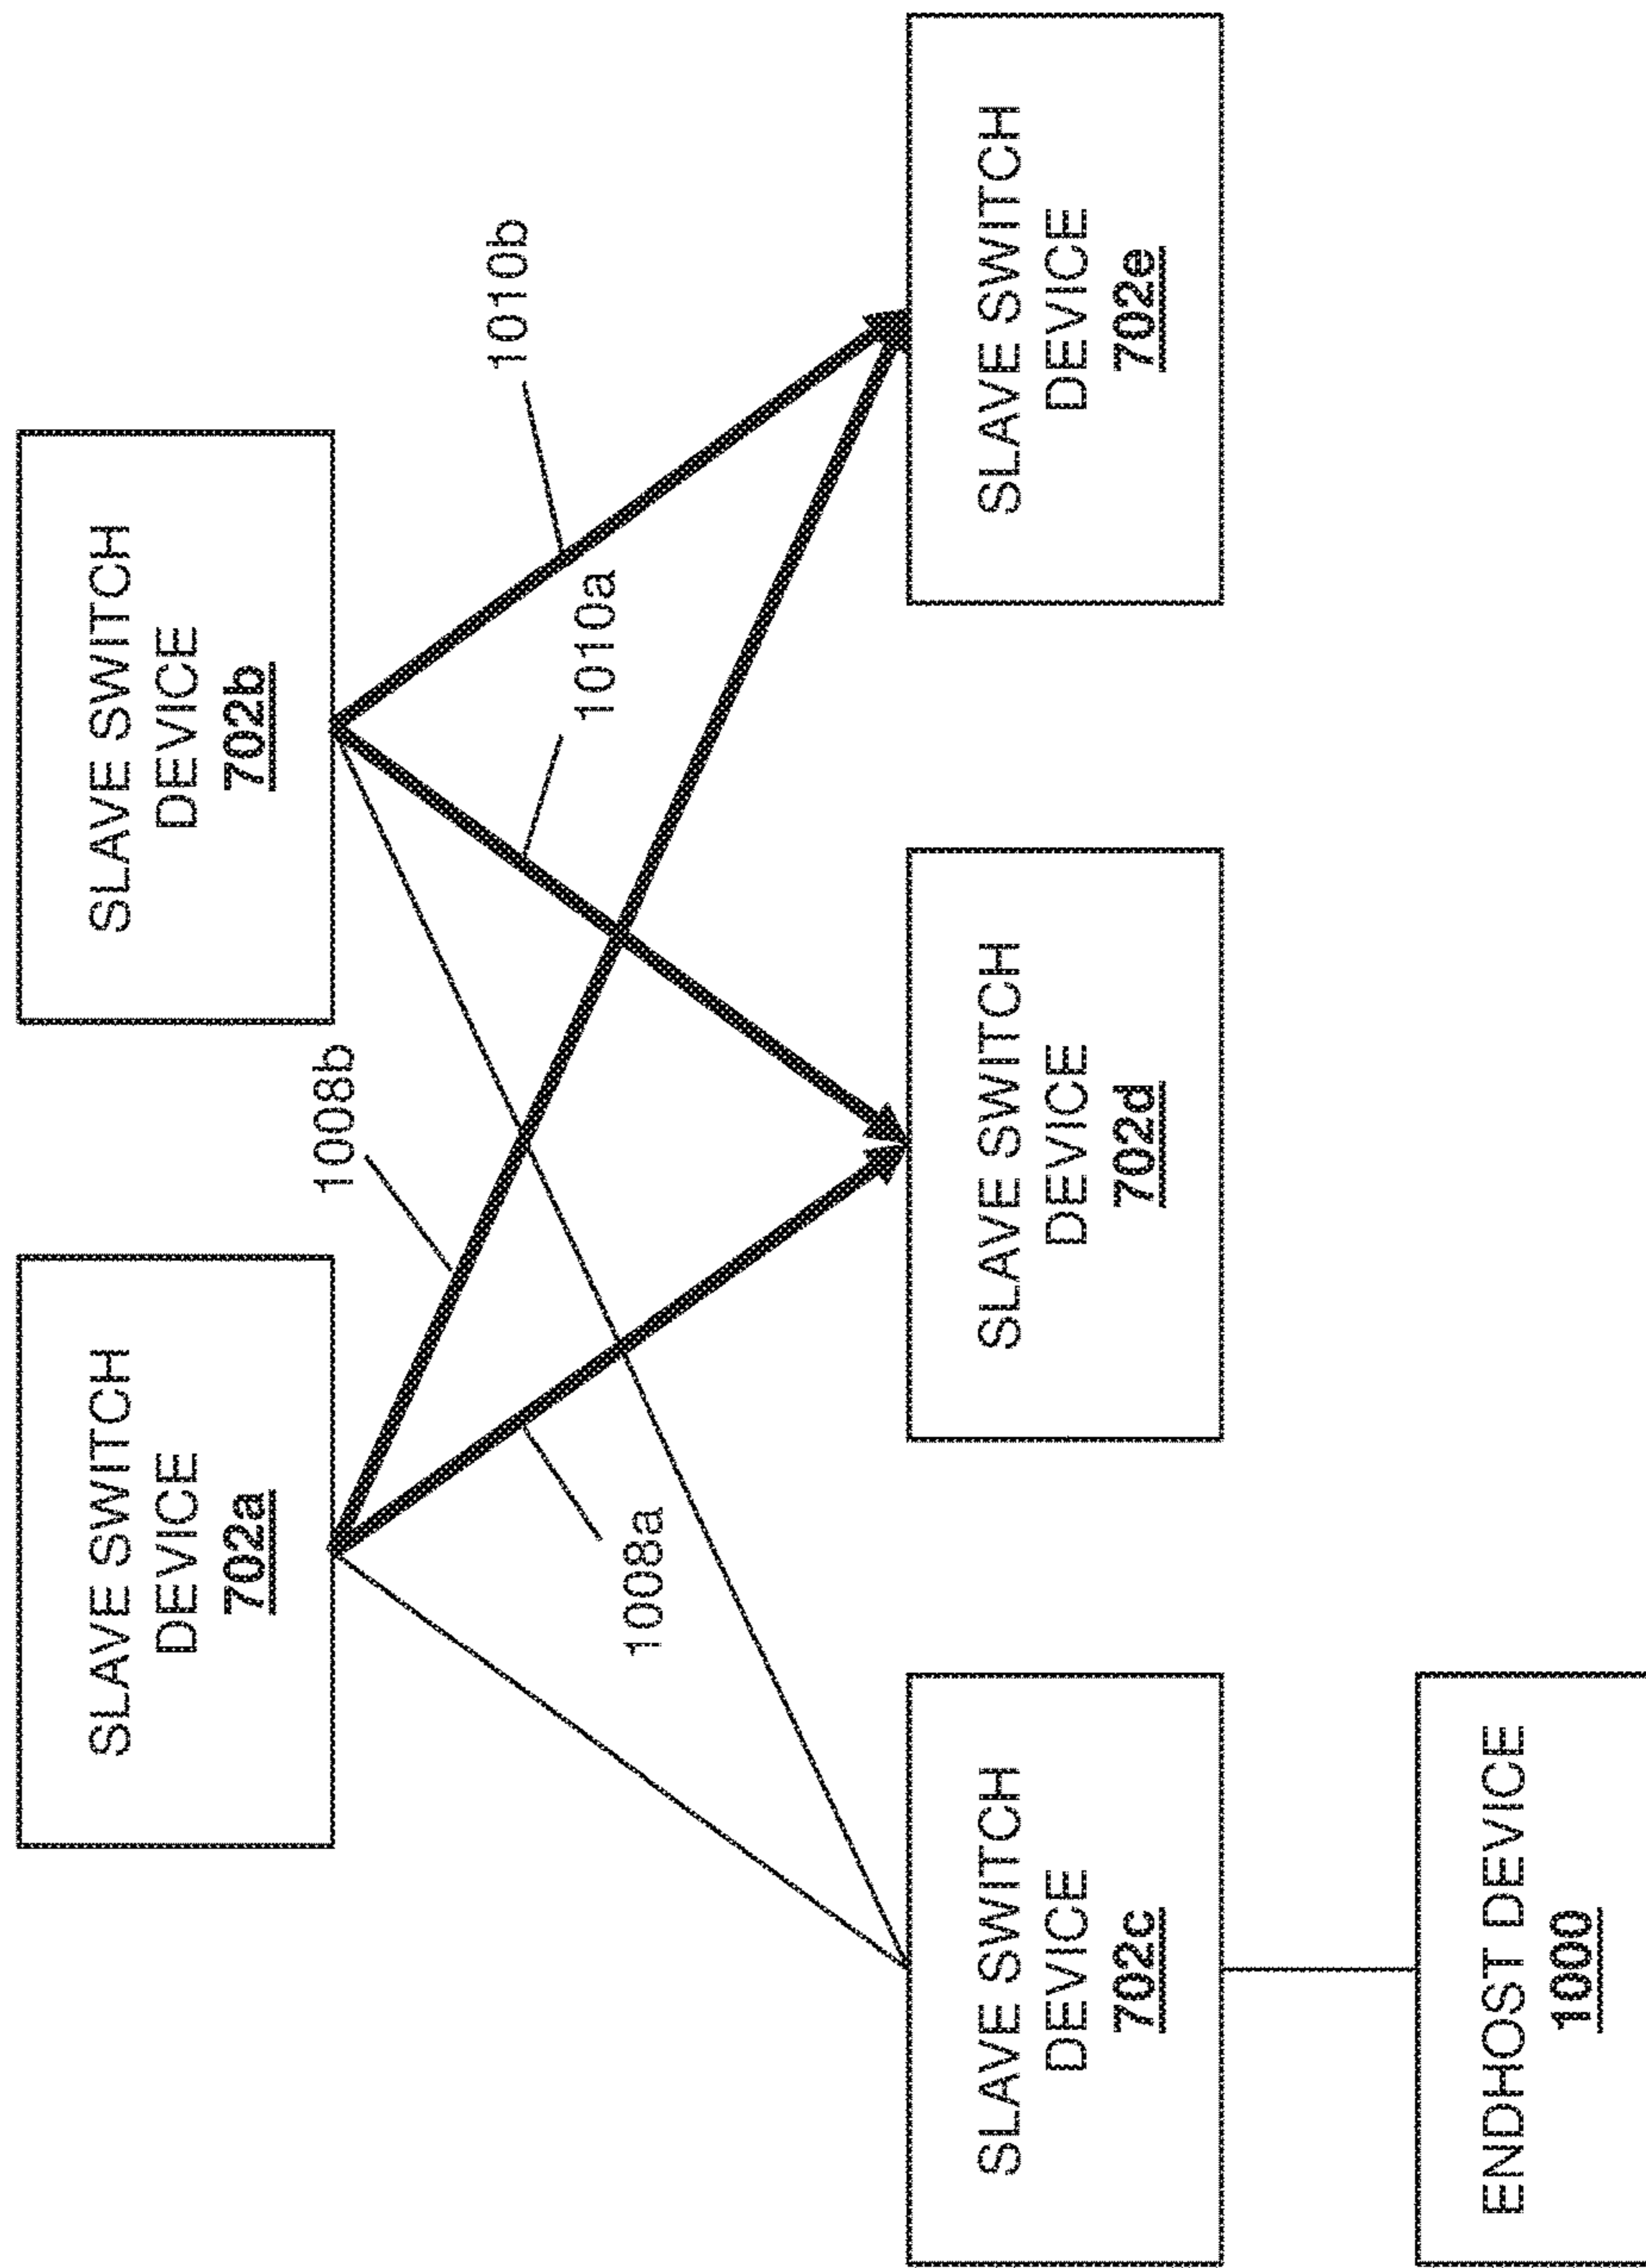 SLAVE SWITCH
DEVICE
702a
SLAVE SWITCH
DEVICE
702b
1008b
1010b
1010a
1008a
SLAVE SWITCH
DEVICE
702c
SLAVE SWITCH
DEVICE
702d
SLAVE SWITCH
DEVICE
702e
ENDHOST DEVICE
1000